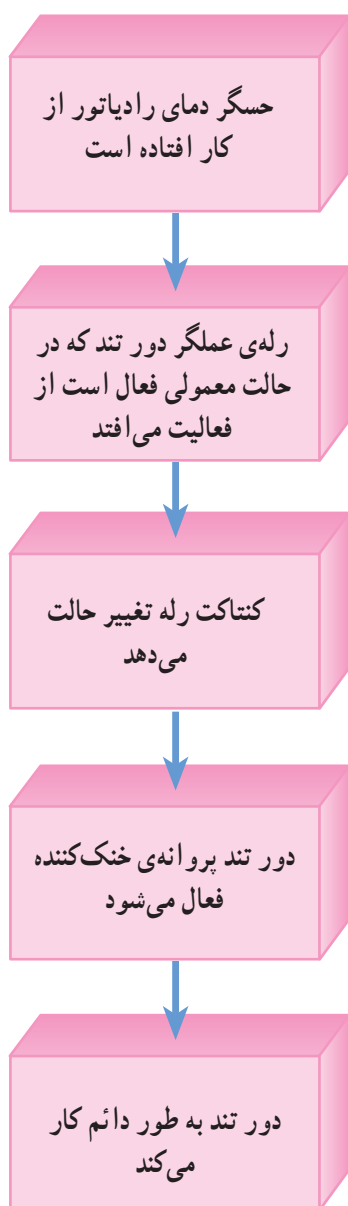 حسگر دمای رادیاتور از
کار افتاده است
رله‌ی عملگر دور تند که در
حالت معمولی فعال است از
فعالیت می‌افتد
کنتاکت رله تغییر حالت
می‌دهد
دور تند پروانه‌ی خنک‌کننده
فعال می‌شود
دور تند به طور دائم کار
می‌کند